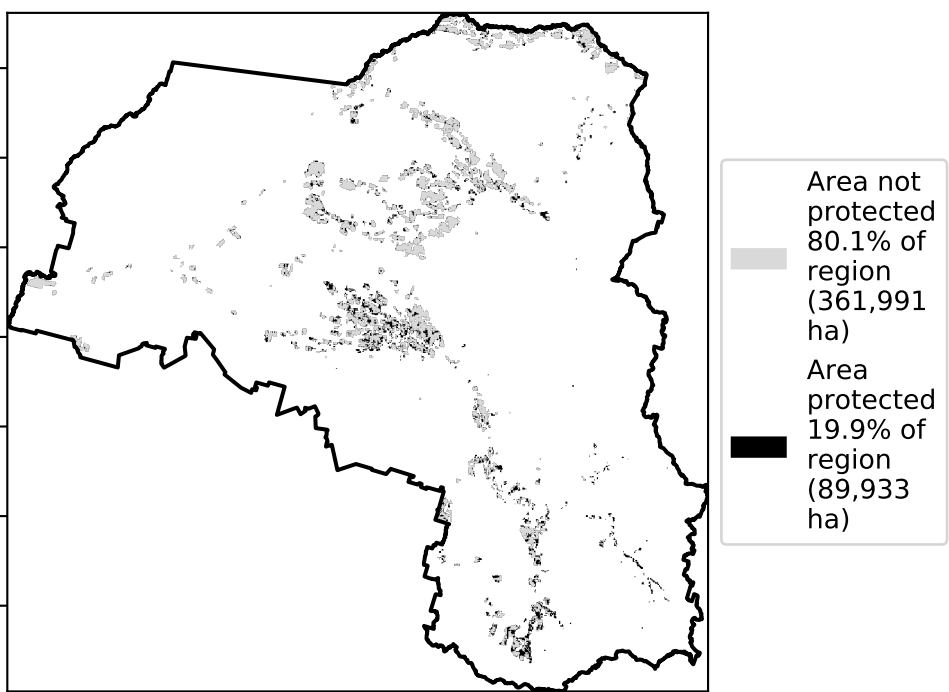 Area not
protected
80.1% of
region
(361,991
ha)
Area
protected
19.9% of
region
(89,933
ha)